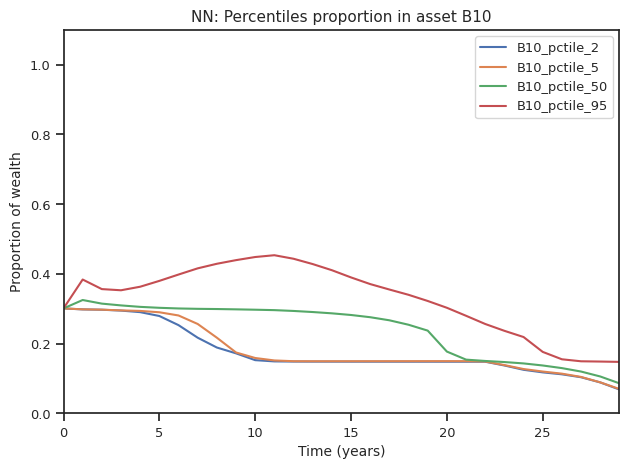 NN: Percentiles proportion in asset B10
B10_pctile_2
B10_pctile_5
B10_pctile_50
B10_pctile_95
Proportion of wealth
1.0
0.8
0.6
0.4
0.2
0.0
0 5 10 15 20 25
Time (years)